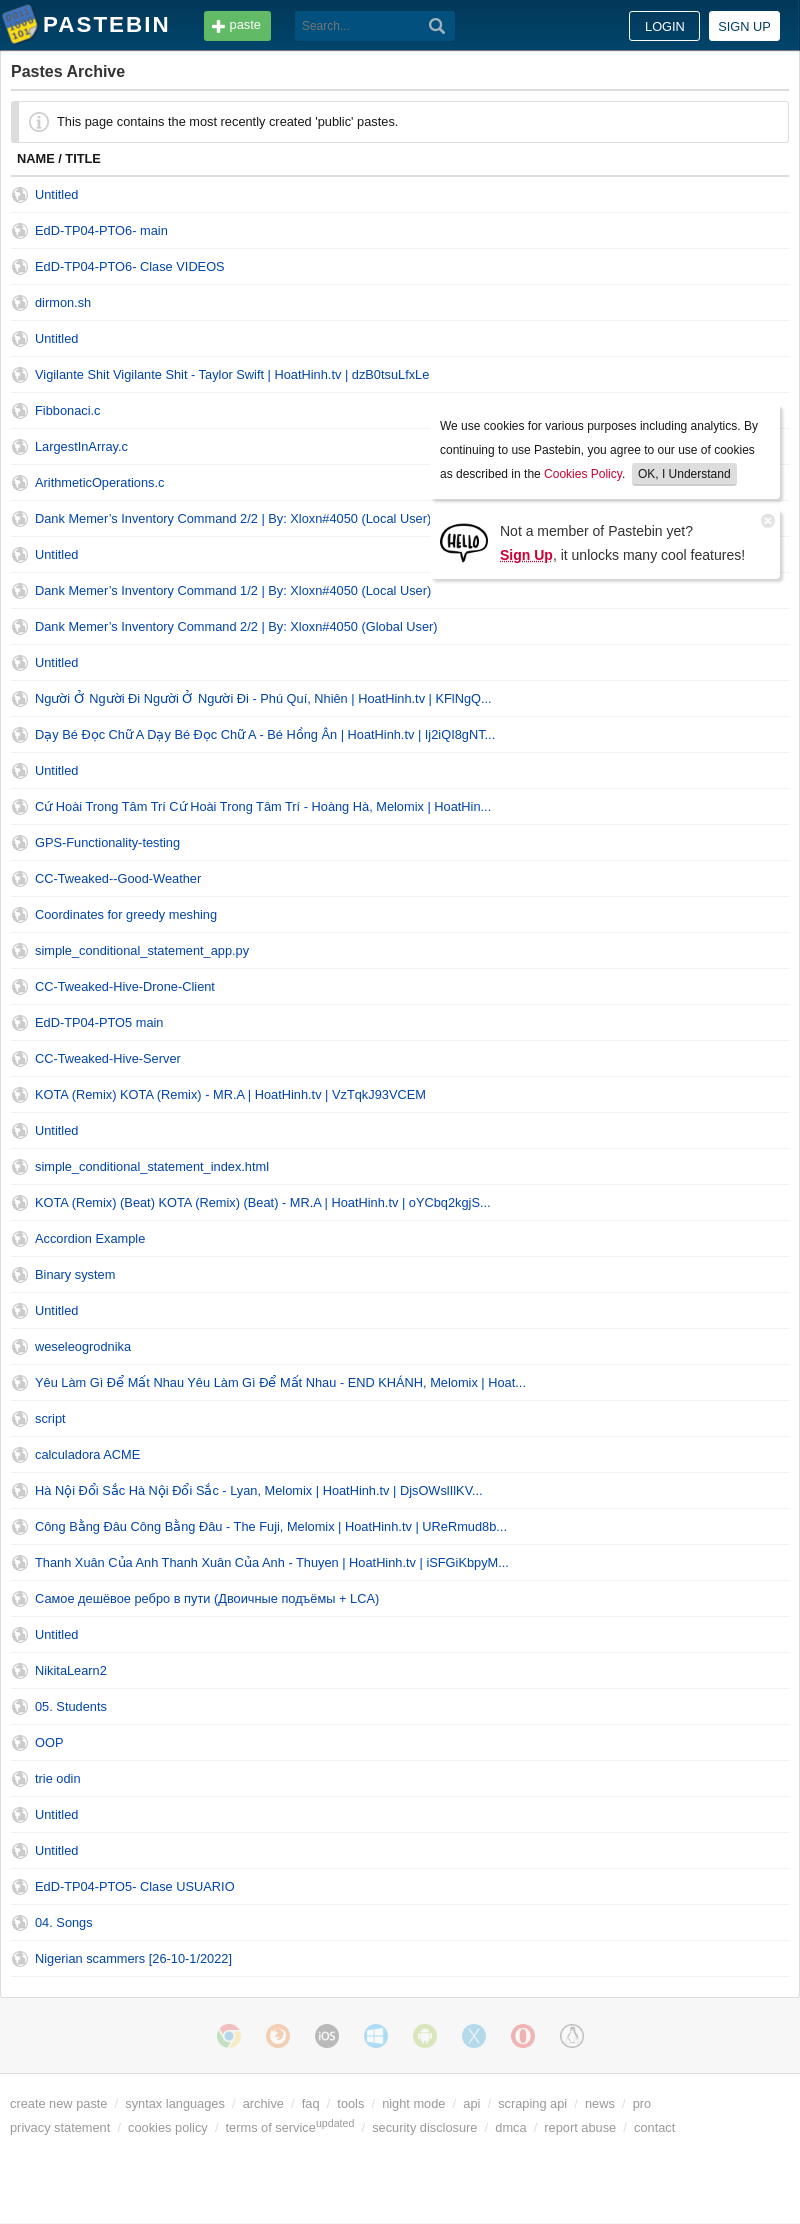 PASTEBIN
paste
Search...
LOGIN
SIGN UP
Pastes Archive
This page contains the most recently created 'public' pastes.
NAME / TITLE
Untitled
EdD-TP04-PTO6- main
EdD-TP04-PTO6- Clase VIDEOS
dirmon.sh
Untitled
Vigilante Shit Vigilante Shit - Taylor Swift | HoatHinh.tv | dzB0tsuLfxLe
Fibbonaci.c
LargestInArray.c
ArithmeticOperations.c
Dank Memer’s Inventory Command 2/2 | By: Xloxn#4050 (Local User)
Untitled
Dank Memer’s Inventory Command 1/2 | By: Xloxn#4050 (Local User)
We use cookies for various purposes including analytics. By
continuing to use Pastebin, you agree to our use of cookies
as described in the Cookies Policy. OK, I Understand
HELLO
Not a member of Pastebin yet?
Sign Up, it unlocks many cool features!
Dank Memer’s Inventory Command 2/2 | By: Xloxn#4050 (Global User)
Untitled
Người Ở Người Đi Người Ở Người Đi - Phú Quí, Nhiên | HoatHinh.tv | KFlNgQ...
Dạy Bé Đọc Chữ A Dạy Bé Đọc Chữ A - Bé Hồng Ân | HoatHinh.tv | Ij2iQI8gNT...
Untitled
Cứ Hoài Trong Tâm Trí Cứ Hoài Trong Tâm Trí - Hoàng Hà, Melomix | HoatHin...
GPS-Functionality-testing
CC-Tweaked--Good-Weather
Coordinates for greedy meshing
simple_conditional_statement_app.py
CC-Tweaked-Hive-Drone-Client
EdD-TP04-PTO5 main
CC-Tweaked-Hive-Server
KOTA (Remix) KOTA (Remix) - MR.A | HoatHinh.tv | VzTqkJ93VCEM
Untitled
simple_conditional_statement_index.html
KOTA (Remix) (Beat) KOTA (Remix) (Beat) - MR.A | HoatHinh.tv | oYCbq2kgjS...
Accordion Example
Binary system
Untitled
weseleogrodnika
Yêu Làm Gì Để Mất Nhau Yêu Làm Gì Để Mất Nhau - END KHÁNH, Melomix | Hoat...
script
calculadora ACME
Hà Nội Đổi Sắc Hà Nội Đổi Sắc - Lyan, Melomix | HoatHinh.tv | DjsOWslIlKV...
Công Bằng Đâu Công Bằng Đâu - The Fuji, Melomix | HoatHinh.tv | UReRmud8b...
Thanh Xuân Của Anh Thanh Xuân Của Anh - Thuyen | HoatHinh.tv | iSFGiKbpyM...
Самое дешёвое ребро в пути (Двоичные подъёмы + LCA)
Untitled
NikitaLearn2
05. Students
OOP
trie odin
Untitled
Untitled
EdD-TP04-PTO5- Clase USUARIO
04. Songs
Nigerian scammers [26-10-1/2022]
iOS
create new paste / syntax languages / archive / faq / tools / night mode / api / scraping api / news / pro
privacy statement / cookies policy / terms of serviceupdated / security disclosure / dmca / report abuse / contact